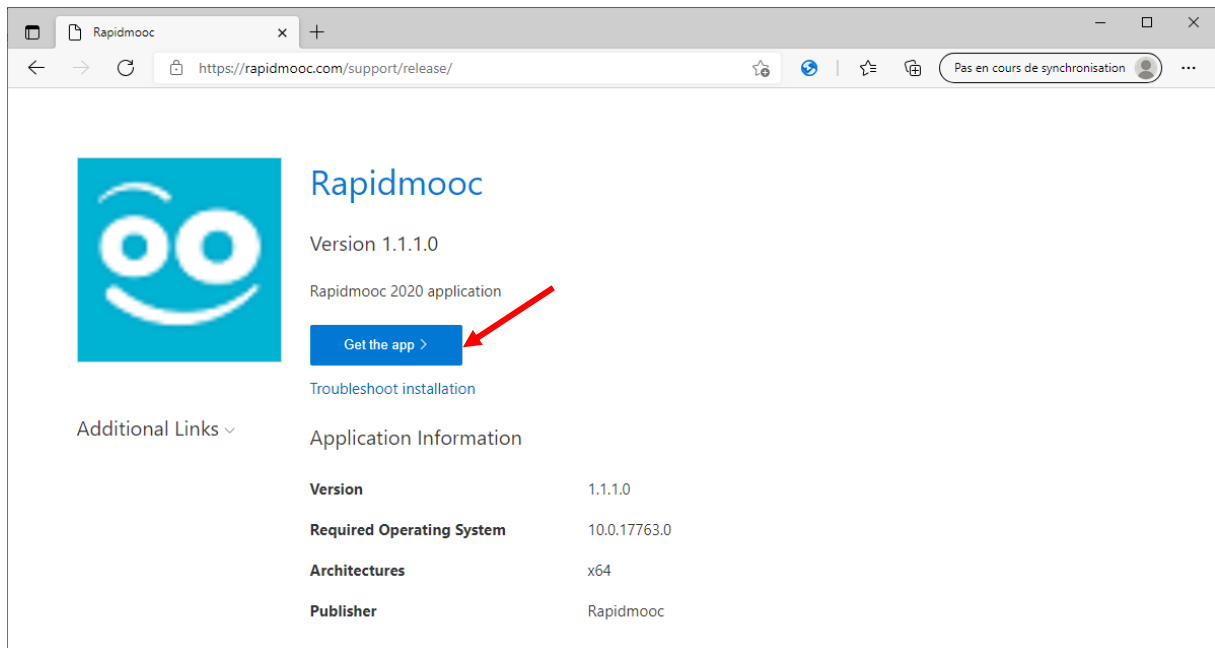 Rapidmooc
https://rapidmooc.com/support/release/
Pas en cours de synchronisation
Rapidmooc
Version 1.1.1.0
Rapidmooc 2020 application
Get the app >
Troubleshoot installation
Additional Links
Application Information
Version 1.1.1.0
Required Operating System 10.0.17763.0
Architectures x64
Publisher Rapidmooc